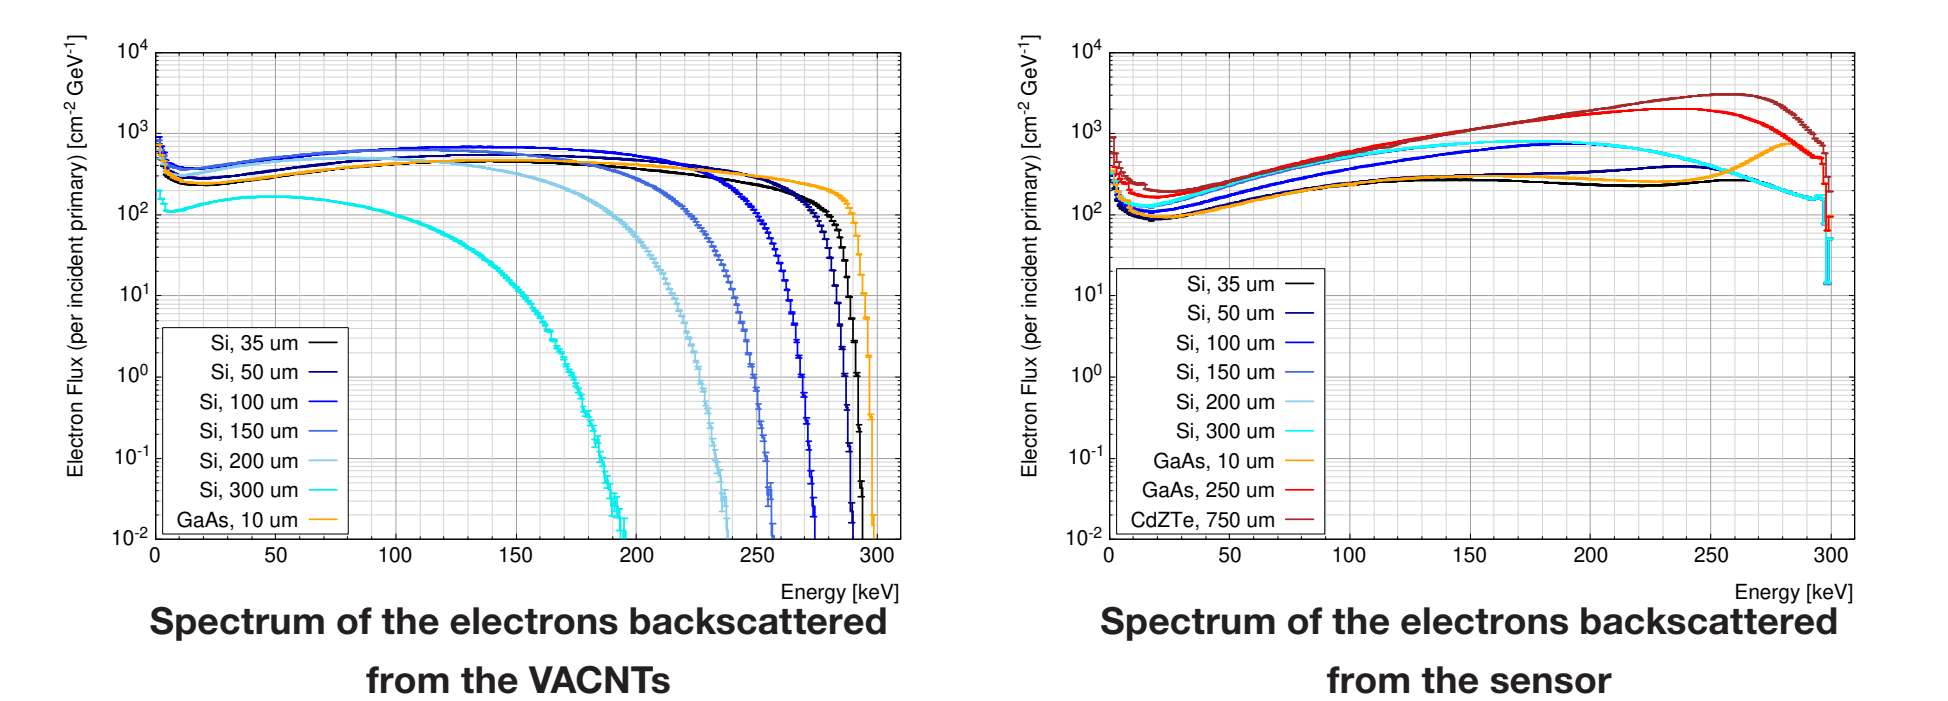 Electron Flux (per incident primary) [cm-2 GeV-1]
10^4
10^3
10^2
10^1
10^0
10^-1
10^-2
Si, 35 um
Si, 50 um
Si, 100 um
Si, 150 um
Si, 200 um
Si, 300 um
GaAs, 10 um
0 50 100 150 200 250 300
Energy [keV]
Spectrum of the electrons backscattered
from the VACNTs
Electron Flux (per incident primary) [cm-2 GeV-1]
10^4
10^3
10^2
10^1
10^0
10^-1
10^-2
Si, 35 um
Si, 50 um
Si, 100 um
Si, 150 um
Si, 200 um
Si, 300 um
GaAs, 10 um
GaAs, 250 um
CdZTe, 750 um
0 50 100 150 200 250 300
Energy [keV]
Spectrum of the electrons backscattered
from the sensor